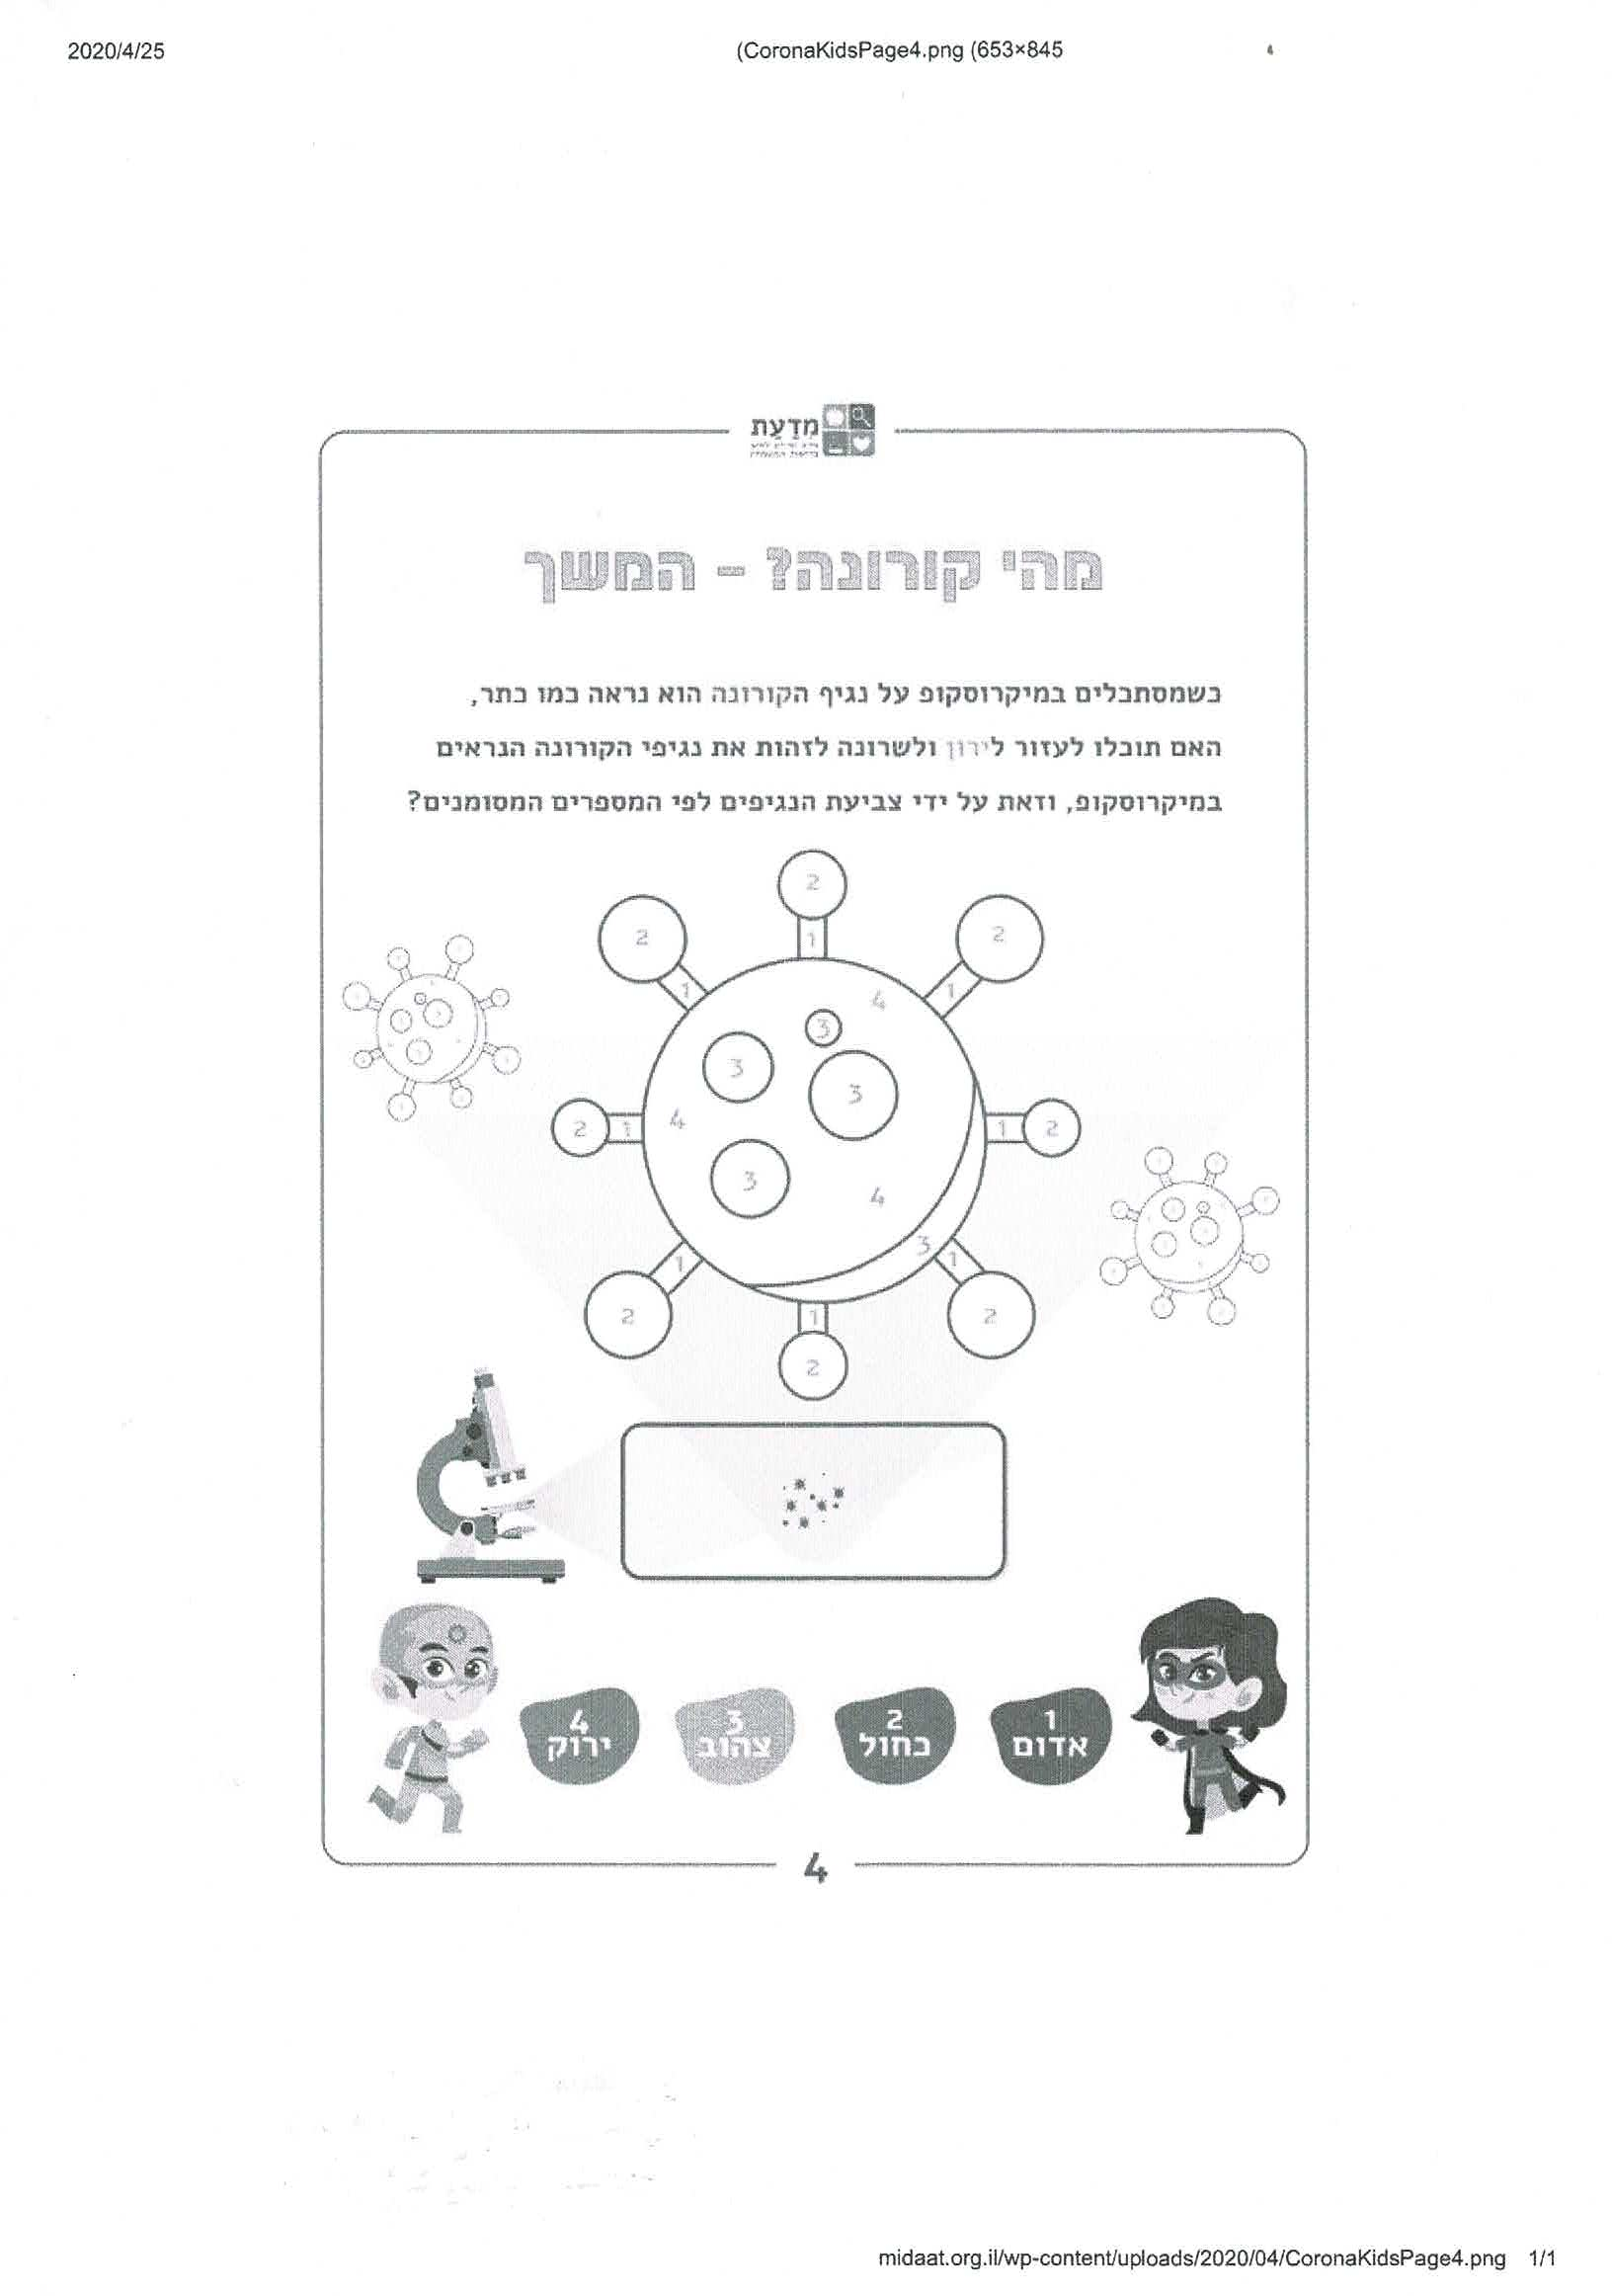 2020/4/25
(CoronaKidsPage4.png (653×845
מִדַעַת
מהי קורונה? - המשך
כשמסתכלים במיקרוסקופ על נגיף הקורונה הוא נראה כמו כתר,
האם תוכלו לעזור לירון ולשרונה לזהות את נגיפי הקורונה הנראים
במיקרוסקופ, וזאת על ידי צביעת הנגיפים לפי המספרים המסומנים?
2
2 2
1
1 1
4
3
3
3
4
2 1 1 2
3
4
3
1 1
2 1 2
2
1 2 3 4
אדום כחול צהוב ירוק
4
midaat.org.il/wp-content/uploads/2020/04/CoronaKidsPage4.png 1/1